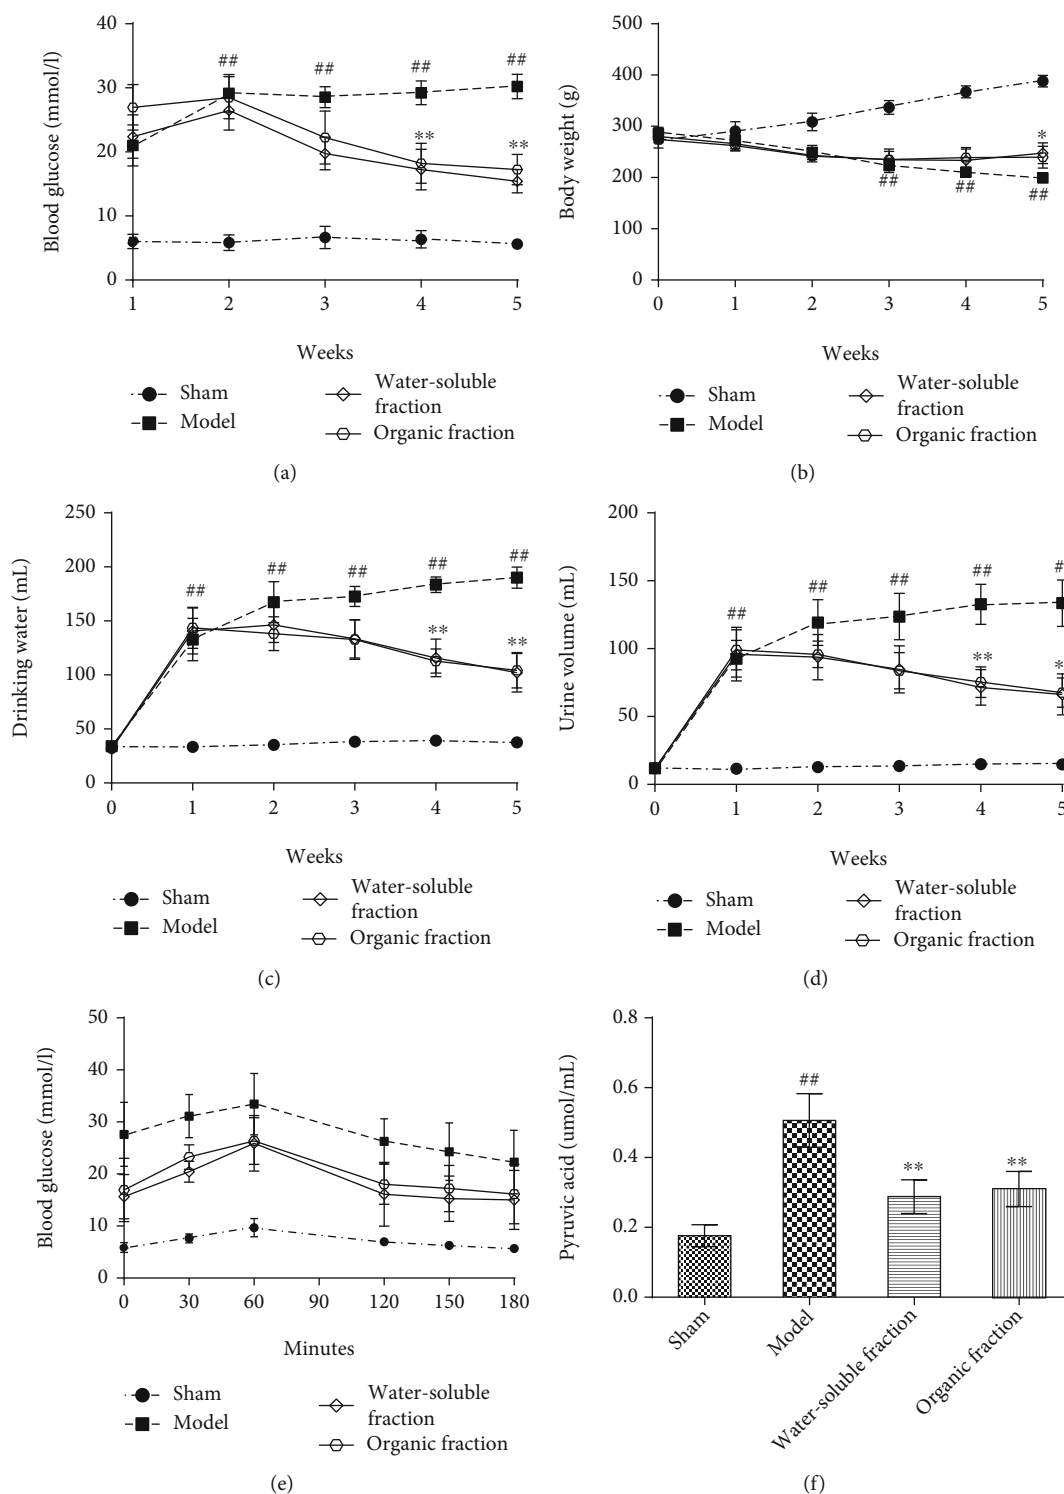 Blood glucose (mmol/l)
40
30
20
10
0
##
##
##
##
**
**
1
2
3
4
5
Weeks
Sham
Model
Water-soluble
fraction
Organic fraction
(a)
Body weight (g)
500
400
300
200
100
0
*
##
##
##
0
1
2
3
4
5
Weeks
Sham
Model
Water-soluble
fraction
Organic fraction
(b)
Drinking water (mL)
250
200
150
100
50
0
##
##
##
##
##
**
**
0
1
2
3
4
5
Weeks
Sham
Model
Water-soluble
fraction
Organic fraction
(c)
Urine volume (mL)
200
150
100
50
0
##
##
##
##
#
**
*
0
1
2
3
4
5
Weeks
Sham
Model
Water-soluble
fraction
Organic fraction
(d)
Blood glucose (mmol/l)
50
40
30
20
10
0
0
30
60
90
120
150
180
Minutes
Sham
Model
Water-soluble
fraction
Organic fraction
(e)
Pyruvic acid (umol/mL)
0.8
0.6
0.4
0.2
0.0
##
**
**
Sham
Model
Water-soluble fraction
Organic fraction
(f)